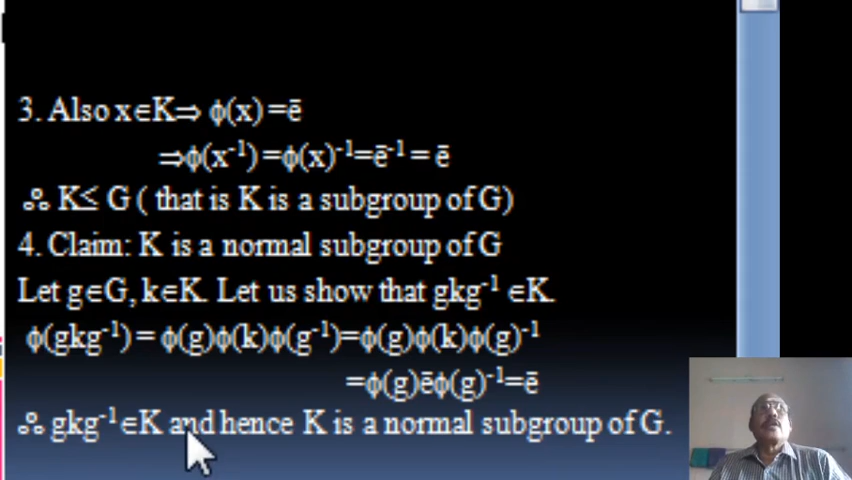 3. Also x∈K⇒ ϕ(x) =ē
⇒ϕ(x⁻¹) =ϕ(x)⁻¹=ē⁻¹ = ē
∴ K≤ G ( that is K is a subgroup of G)
4. Claim: K is a normal subgroup of G
Let g∈G, k∈K. Let us show that gkg⁻¹ ∈K.
ϕ(gkg⁻¹) = ϕ(g)ϕ(k)ϕ(g⁻¹)=ϕ(g)ϕ(k)ϕ(g)⁻¹
=ϕ(g)ēϕ(g)⁻¹=ē
∴ gkg⁻¹∈K and hence K is a normal subgroup of G.